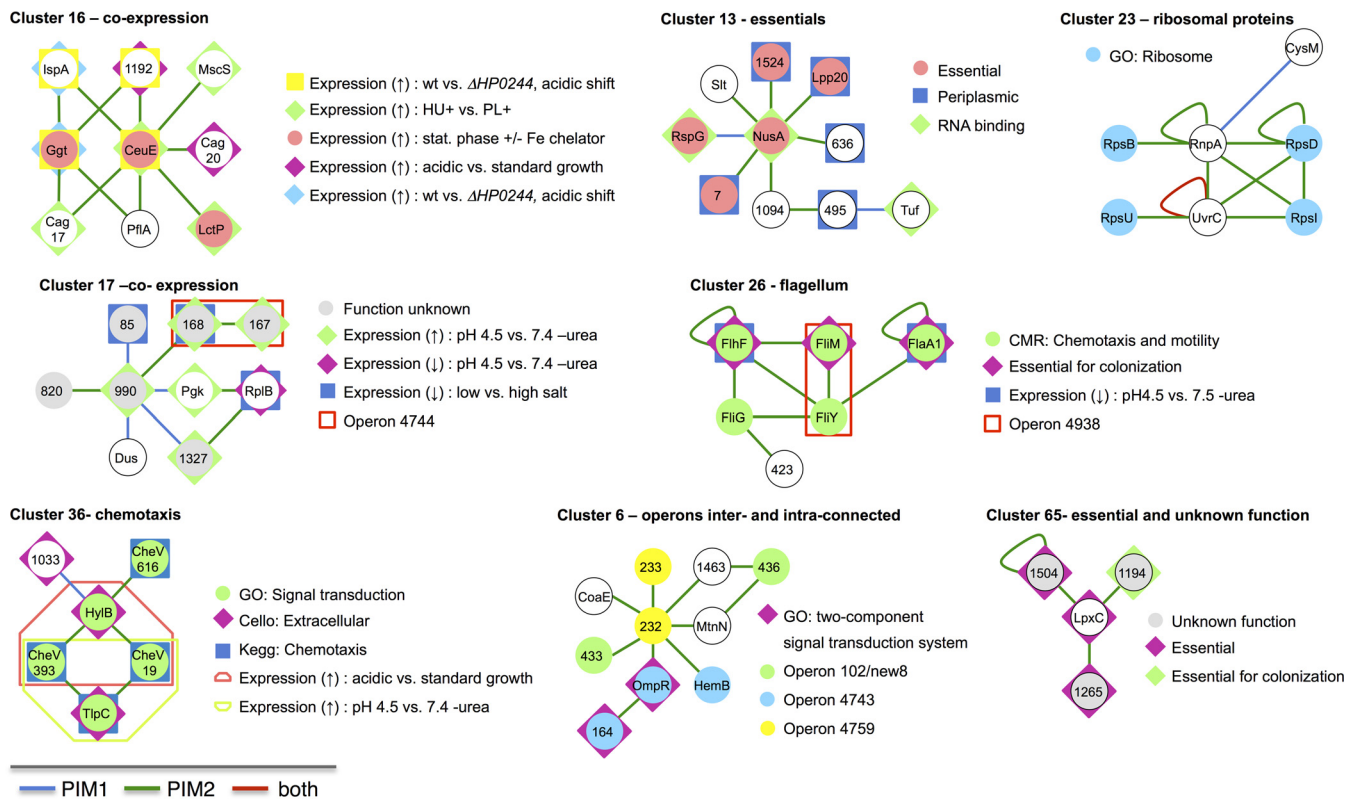 Cluster 16 – co-expression
IspA
1192
MscS
Ggt
CeuE
Cag
20
Cag
17
PflA
LctP
Expression (↑) : wt vs. ΔHP0244, acidic shift
Expression (↑) : HU+ vs. PL+
Expression (↑) : stat. phase +/- Fe chelator
Expression (↑) : acidic vs. standard growth
Expression (↑) : wt vs. ΔHP0244, acidic shift
Cluster 13 - essentials
1524
Lpp20
Slt
RspG
NusA
636
7
1094
495
Tuf
Essential
Periplasmic
RNA binding
Cluster 23 – ribosomal proteins
GO: Ribosome
CysM
RpsB
RnpA
RpsD
RpsU
UvrC
RpsI
Cluster 17 –co- expression
85
168
167
820
990
Pgk
RplB
Dus
1327
Function unknown
Expression (↑) : pH 4.5 vs. 7.4 –urea
Expression (↓) : pH 4.5 vs. 7.4 –urea
Expression (↓) : low vs. high salt
Operon 4744
Cluster 26 - flagellum
FlhF
FliM
FlaA1
FliG
FliY
423
CMR: Chemotaxis and motility
Essential for colonization
Expression (↓) : pH4.5 vs. 7.5 -urea
Operon 4938
Cluster 36- chemotaxis
1033
CheV
616
HylB
CheV
393
CheV
19
TlpC
GO: Signal transduction
Cello: Extracellular
Kegg: Chemotaxis
Expression (↑) : acidic vs. standard growth
Expression (↑) : pH 4.5 vs. 7.4 -urea
Cluster 6 – operons inter- and intra-connected
233
1463
436
CoaE
232
MtnN
433
OmpR
HemB
164
GO: two-component
signal transduction system
Operon 102/new8
Operon 4743
Operon 4759
Cluster 65- essential and unknown function
1504
1194
LpxC
1265
Unknown function
Essential
Essential for colonization
PIM1
PIM2
both